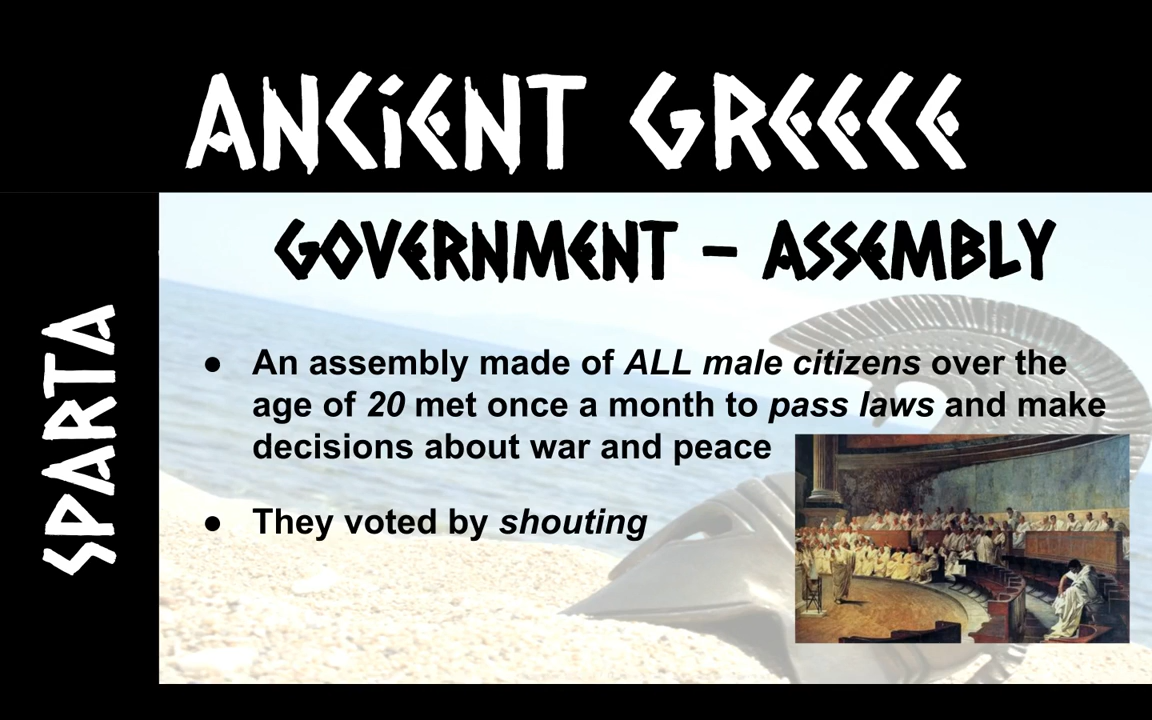 ANCiENT GREECE
SPARTA
GOVERNMENT – ASSEMBLY
● An assembly made of ALL male citizens over the
age of 20 met once a month to pass laws and make
decisions about war and peace
● They voted by shouting